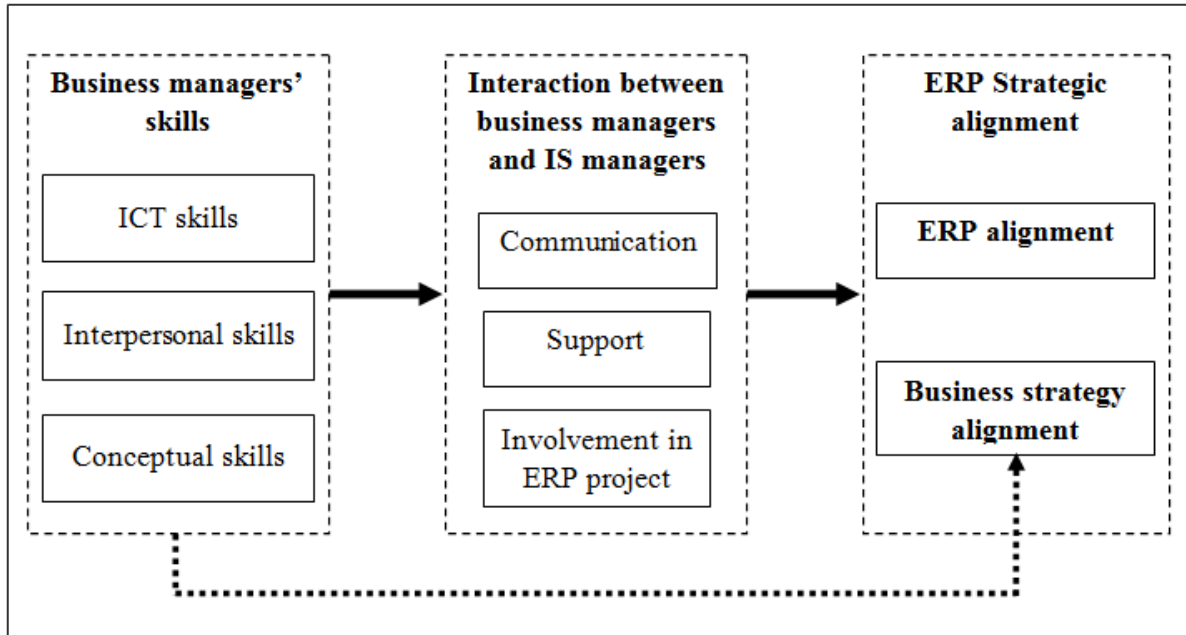 Business managers’
skills
ICT skills
Interpersonal skills
Conceptual skills
Interaction between
business managers
and IS managers
Communication
Support
Involvement in
ERP project
ERP Strategic
alignment
ERP alignment
Business strategy
alignment